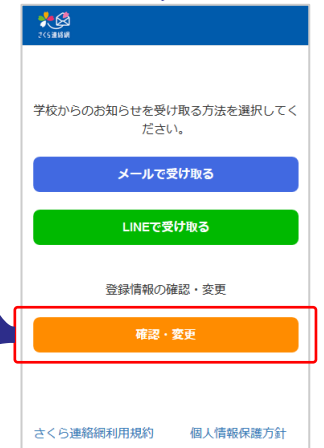 さくら連絡網
学校からのお知らせを受け取る方法を選択してく
ださい。
メールで受け取る
LINEで受け取る
登録情報の確認・変更
確認・変更
さくら連絡網利用規約 個人情報保護方針